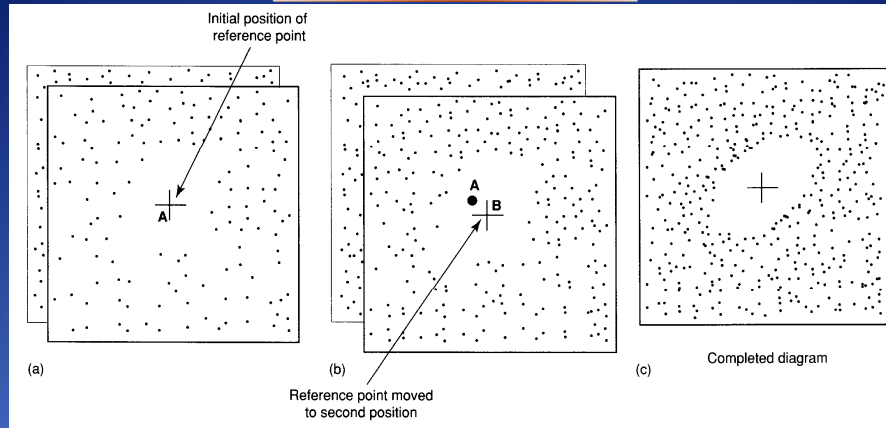 Initial position of
reference point
A
A
B
(a)
(b)
(c)
Completed diagram
Reference point moved
to second position